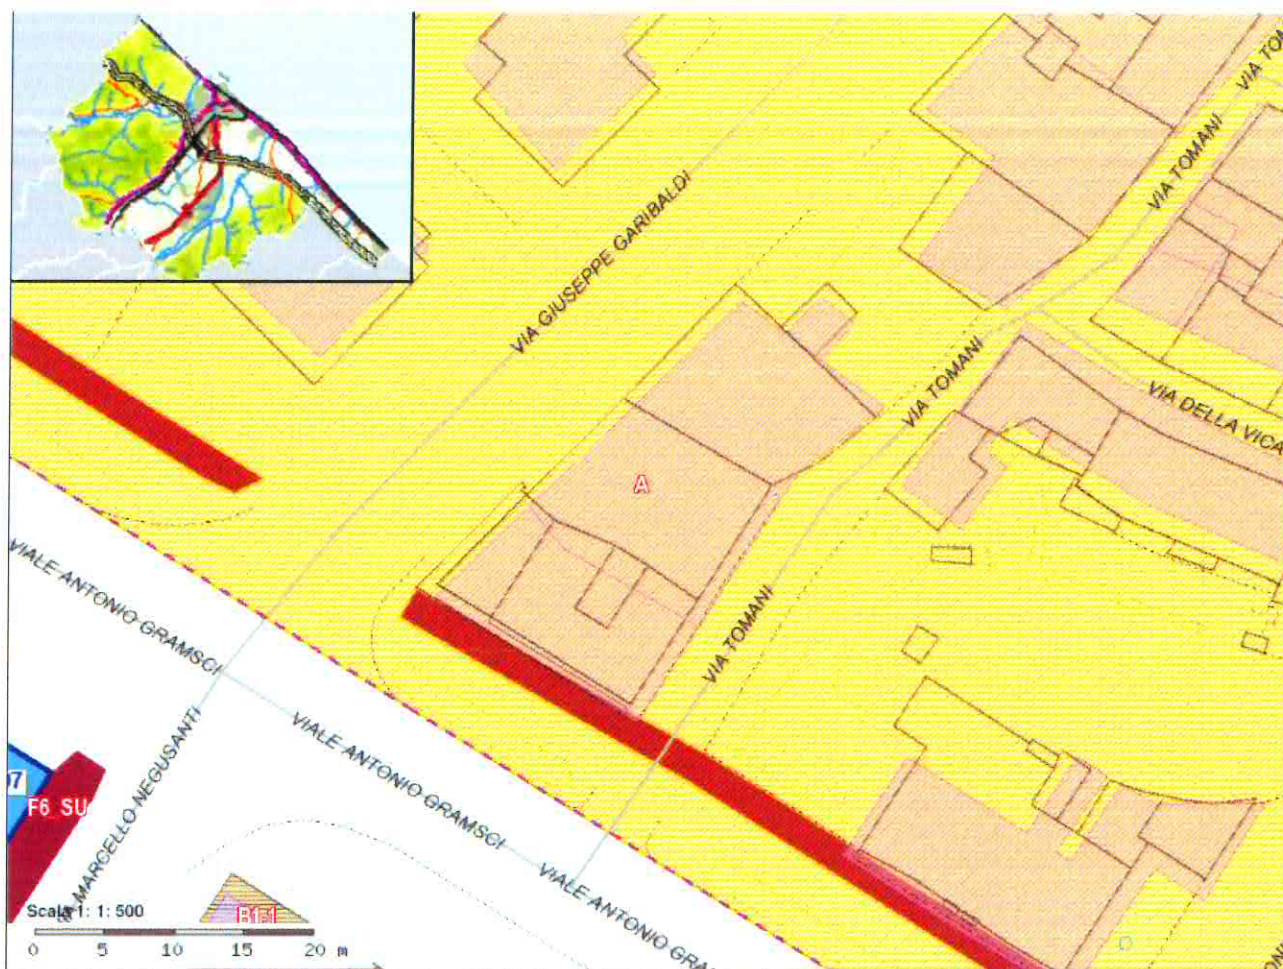 VIA TOMANI
VIA TOMANI
VIA GIUSEPPE GARIBALDI
VIA TOMANI
VIA DELLA VICA
A
VIALE ANTONIO GRAMSCI
VIA TOMANI
VIALE ANTONIO GRAMSCI
MARCELLO NEGUSANTI
F6_SU
VIALE ANTONIO GRA
Scala 1: 1: 500
B1.1
0 5 10 15 20 m